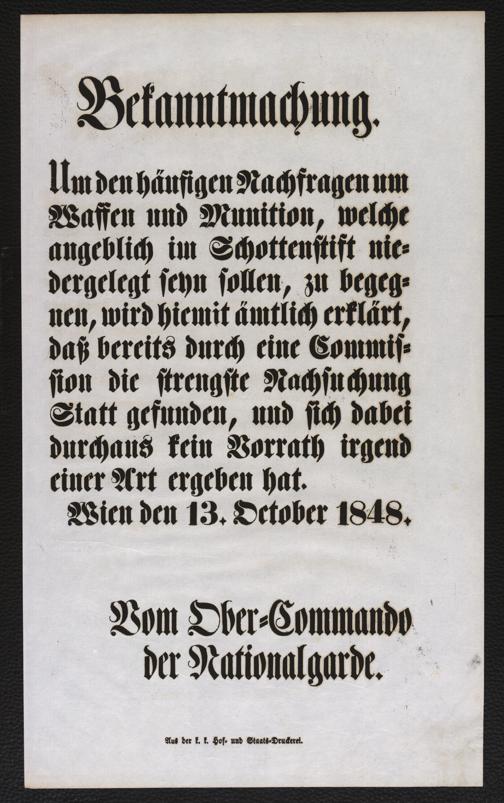 Bekanntmachung.
Um den häufigen Nachfragen um
Waffen und Munition, welche
angeblich im Schottenstift nie-
dergelegt seyn sollen, zu begeg-
nen, wird hiemit ämtlich erklärt,
daß bereits durch eine Commis-
sion die strengste Nachsuchung
Statt gefunden, und sich dabei
durchaus kein Vorrath irgend
einer Art ergeben hat.
Wien den 13. October 1848.
Vom Ober-Commando
der Nationalgarde.
Aus der k. k. Hof- und Staats-Druckerei.